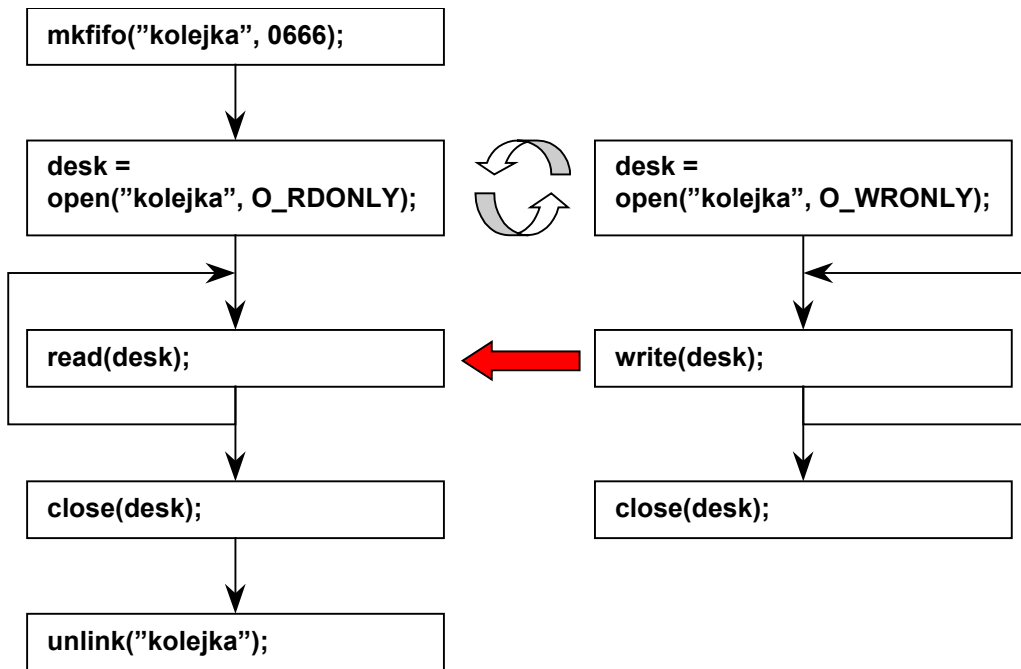 mkfifo(”kolejka”, 0666);
desk =
open(”kolejka”, O_RDONLY);
desk =
open(”kolejka”, O_WRONLY);
read(desk);
write(desk);
close(desk);
close(desk);
unlink(”kolejka”);